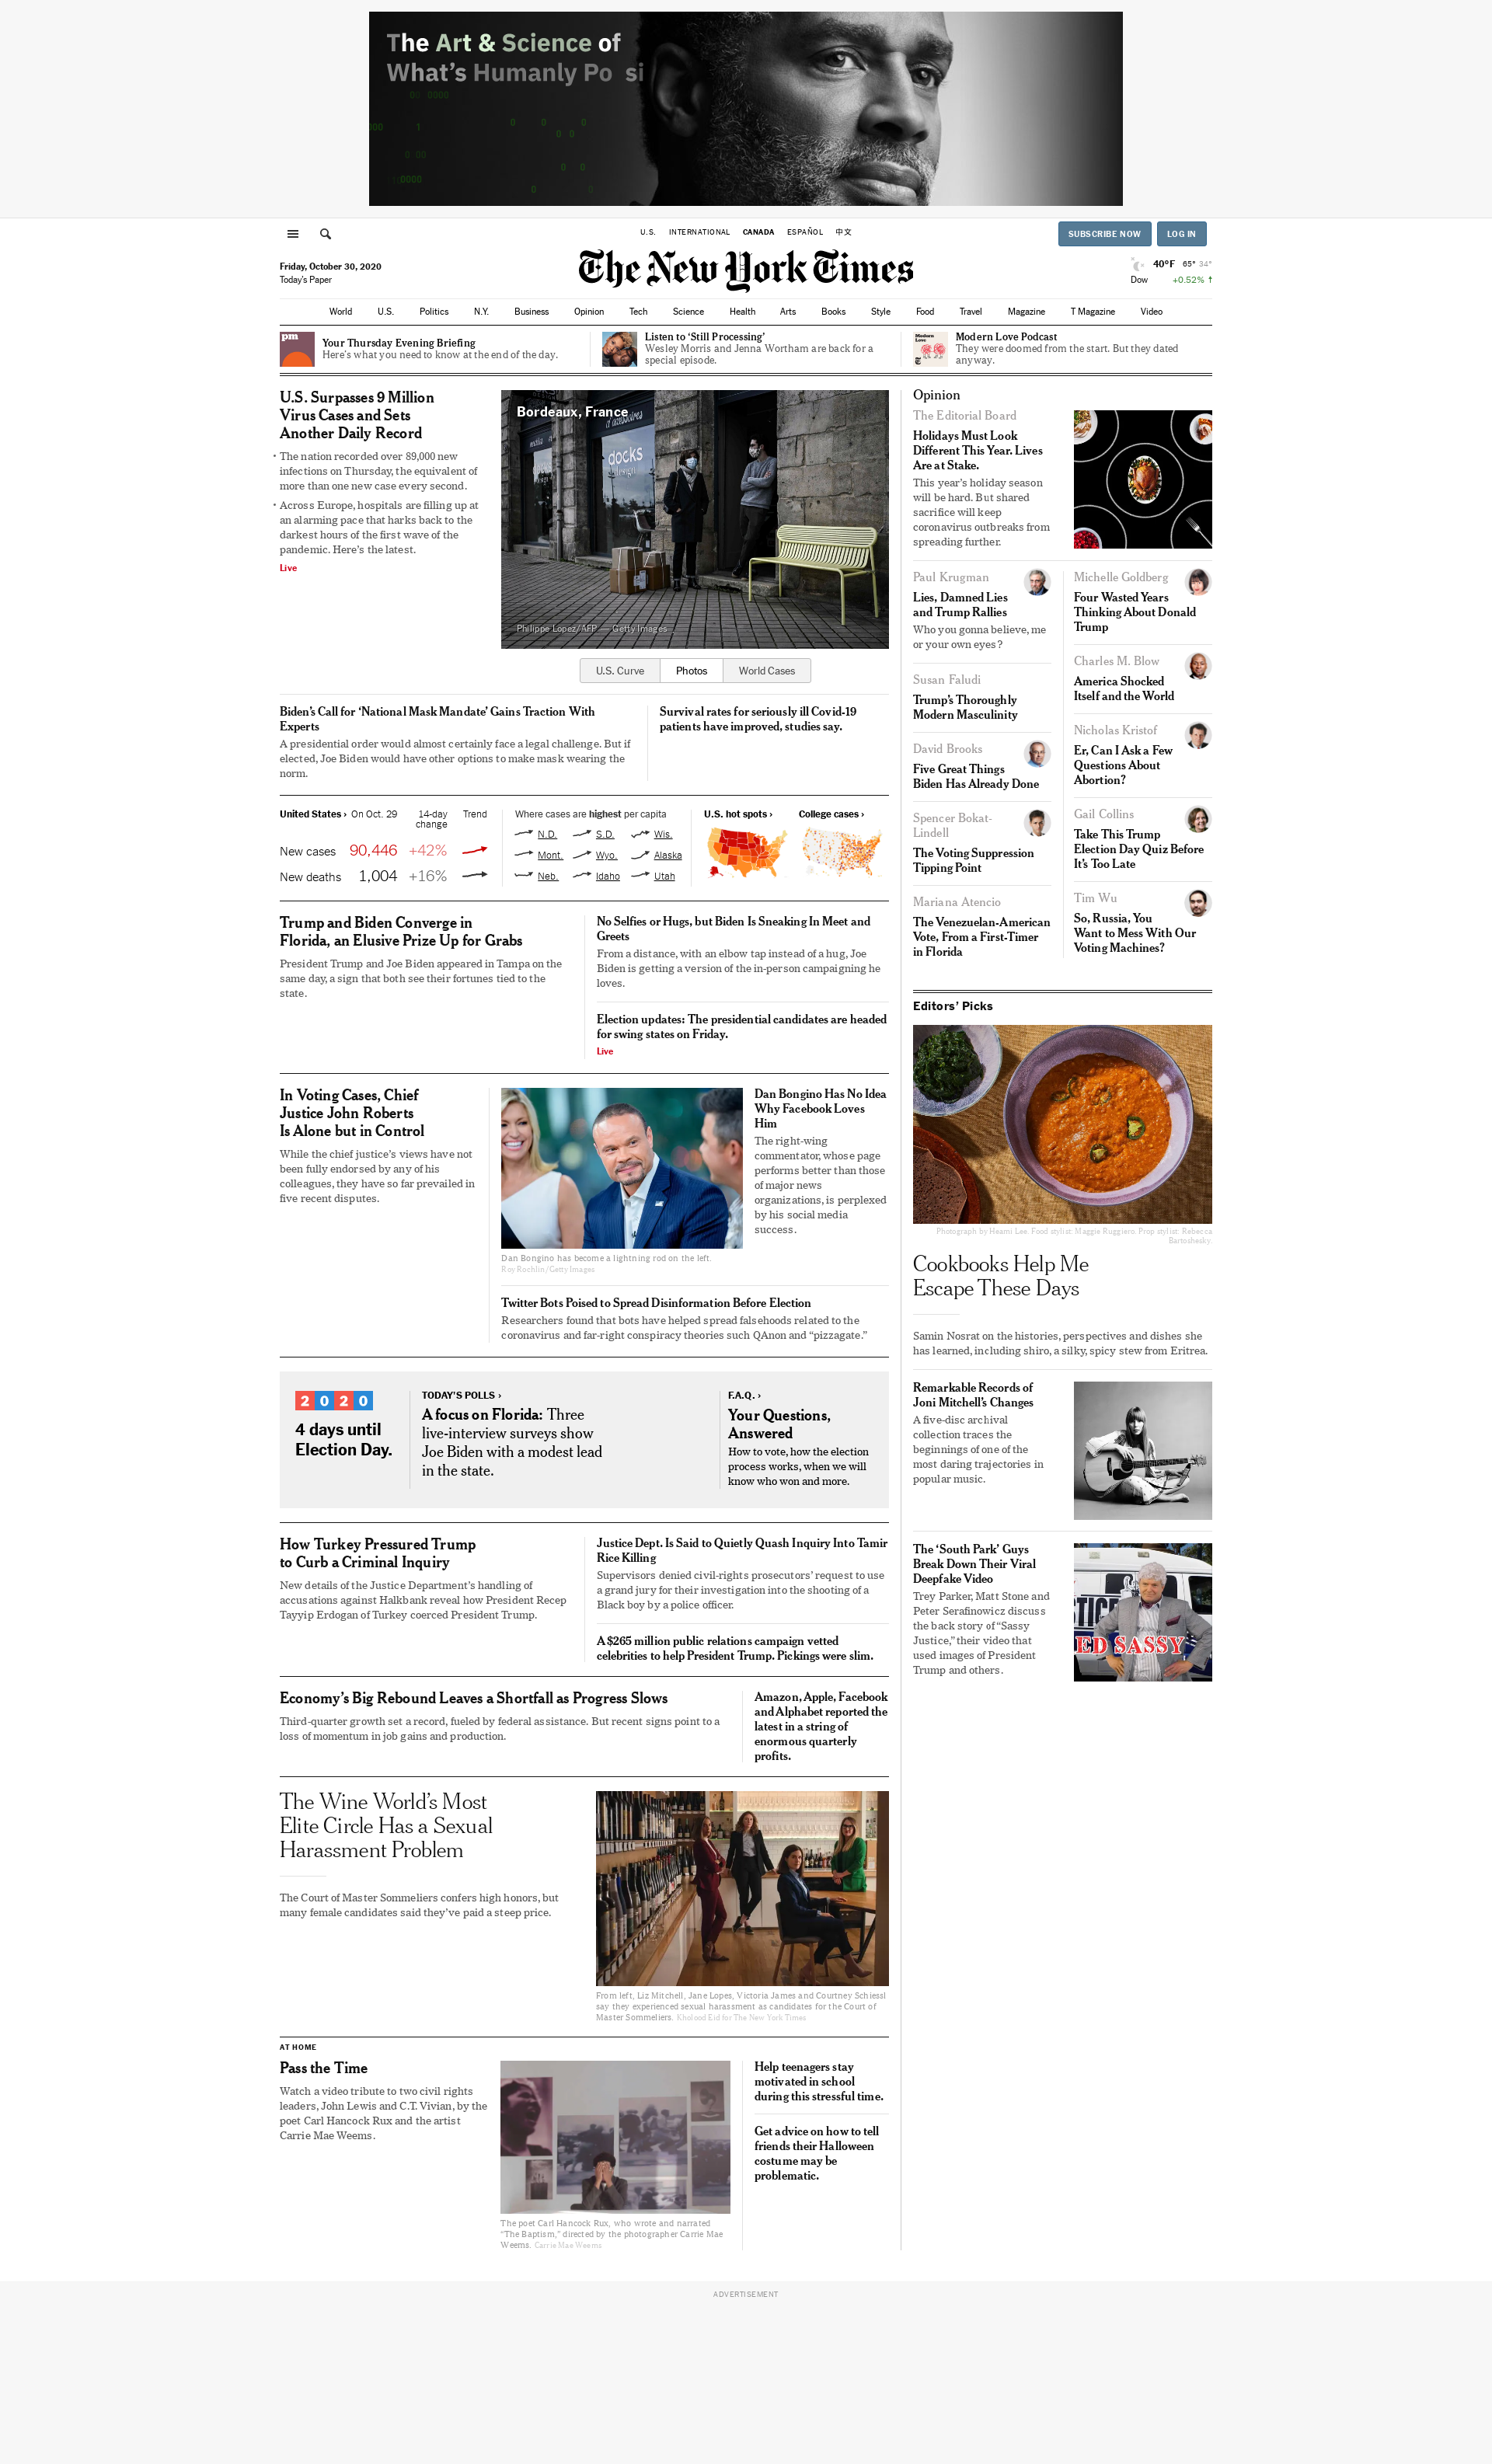 The Art & Science of
What's Humanly Po si
U.S.
INTERNATIONAL
CANADA
ESPAÑOL
中文
SUBSCRIBE NOW
LOG IN
Friday, October 30, 2020
Today's Paper
The New York Times
40°F 65° 34°
Dow +0.52% ↑
World
U.S.
Politics
N.Y.
Business
Opinion
Tech
Science
Health
Arts
Books
Style
Food
Travel
Magazine
T Magazine
Video
pm
Your Thursday Evening Briefing
Here's what you need to know at the end of the day.
Listen to 'Still Processing'
Wesley Morris and Jenna Wortham are back for a
special episode.
Modern
Love
Modern Love Podcast
They were doomed from the start. But they dated
anyway.
U.S. Surpasses 9 Million
Virus Cases and Sets
Another Daily Record
• The nation recorded over 89,000 new
infections on Thursday, the equivalent of
more than one new case every second.
• Across Europe, hospitals are filling up at
an alarming pace that harks back to the
darkest hours of the first wave of the
pandemic. Here's the latest.
Live
Bordeaux, France
d'accessoires
docks
design
Philippe Lopez/AFP — Getty Images
U.S. Curve
Photos
World Cases
Biden's Call for 'National Mask Mandate' Gains Traction With
Experts
A presidential order would almost certainly face a legal challenge. But if
elected, Joe Biden would have other options to make mask wearing the
norm.
Survival rates for seriously ill Covid-19
patients have improved, studies say.
United States › On Oct. 29 14-day
change Trend
New cases 90,446 +42%
New deaths 1,004 +16%
Where cases are highest per capita
N.D. S.D. Wis.
Mont. Wyo. Alaska
Neb. Idaho Utah
U.S. hot spots ›
College cases ›
Trump and Biden Converge in
Florida, an Elusive Prize Up for Grabs
President Trump and Joe Biden appeared in Tampa on the
same day, a sign that both see their fortunes tied to the
state.
No Selfies or Hugs, but Biden Is Sneaking In Meet and
Greets
From a distance, with an elbow tap instead of a hug, Joe
Biden is getting a version of the in-person campaigning he
loves.
Election updates: The presidential candidates are headed
for swing states on Friday.
Live
In Voting Cases, Chief
Justice John Roberts
Is Alone but in Control
While the chief justice's views have not
been fully endorsed by any of his
colleagues, they have so far prevailed in
five recent disputes.
Dan Bongino has become a lightning rod on the left.
Roy Rochlin/Getty Images
Dan Bongino Has No Idea
Why Facebook Loves
Him
The right-wing
commentator, whose page
performs better than those
of major news
organizations, is perplexed
by his social media
success.
Twitter Bots Poised to Spread Disinformation Before Election
Researchers found that bots have helped spread falsehoods related to the
coronavirus and far-right conspiracy theories such QAnon and “pizzagate.”
2020
4 days until
Election Day.
TODAY'S POLLS ›
A focus on Florida: Three
live-interview surveys show
Joe Biden with a modest lead
in the state.
F.A.Q. ›
Your Questions,
Answered
How to vote, how the election
process works, when we will
know who won and more.
How Turkey Pressured Trump
to Curb a Criminal Inquiry
New details of the Justice Department's handling of
accusations against Halkbank reveal how President Recep
Tayyip Erdogan of Turkey coerced President Trump.
Justice Dept. Is Said to Quietly Quash Inquiry Into Tamir
Rice Killing
Supervisors denied civil-rights prosecutors' request to use
a grand jury for their investigation into the shooting of a
Black boy by a police officer.
A $265 million public relations campaign vetted
celebrities to help President Trump. Pickings were slim.
Economy's Big Rebound Leaves a Shortfall as Progress Slows
Third-quarter growth set a record, fueled by federal assistance. But recent signs point to a
loss of momentum in job gains and production.
Amazon, Apple, Facebook
and Alphabet reported the
latest in a string of
enormous quarterly
profits.
The Wine World's Most
Elite Circle Has a Sexual
Harassment Problem
The Court of Master Sommeliers confers high honors, but
many female candidates said they've paid a steep price.
From left, Liz Mitchell, Jane Lopes, Victoria James and Courtney Schiessl
say they experienced sexual harassment as candidates for the Court of
Master Sommeliers. Kholood Eid for The New York Times
AT HOME
Pass the Time
Watch a video tribute to two civil rights
leaders, John Lewis and C.T. Vivian, by the
poet Carl Hancock Rux and the artist
Carrie Mae Weems.
The poet Carl Hancock Rux, who wrote and narrated
“The Baptism,” directed by the photographer Carrie Mae
Weems. Carrie Mae Weems
Help teenagers stay
motivated in school
during this stressful time.
Get advice on how to tell
friends their Halloween
costume may be
problematic.
Opinion
The Editorial Board
Holidays Must Look
Different This Year. Lives
Are at Stake.
This year's holiday season
will be hard. But shared
sacrifice will keep
coronavirus outbreaks from
spreading further.
Paul Krugman
Lies, Damned Lies
and Trump Rallies
Who you gonna believe, me
or your own eyes?
Susan Faludi
Trump's Thoroughly
Modern Masculinity
David Brooks
Five Great Things
Biden Has Already Done
Spencer Bokat-
Lindell
The Voting Suppression
Tipping Point
Mariana Atencio
The Venezuelan-American
Vote, From a First-Timer
in Florida
Michelle Goldberg
Four Wasted Years
Thinking About Donald
Trump
Charles M. Blow
America Shocked
Itself and the World
Nicholas Kristof
Er, Can I Ask a Few
Questions About
Abortion?
Gail Collins
Take This Trump
Election Day Quiz Before
It's Too Late
Tim Wu
So, Russia, You
Want to Mess With Our
Voting Machines?
Editors' Picks
Photograph by Heami Lee. Food stylist: Maggie Ruggiero. Prop stylist: Rebecca
Bartoshesky.
Cookbooks Help Me
Escape These Days
Samin Nosrat on the histories, perspectives and dishes she
has learned, including shiro, a silky, spicy stew from Eritrea.
Remarkable Records of
Joni Mitchell's Changes
A five-disc archival
collection traces the
beginnings of one of the
most daring trajectories in
popular music.
The 'South Park' Guys
Break Down Their Viral
Deepfake Video
Trey Parker, Matt Stone and
Peter Serafinowicz discuss
the back story of “Sassy
Justice,” their video that
used images of President
Trump and others.
TICE
ED SASSY
ADVERTISEMENT